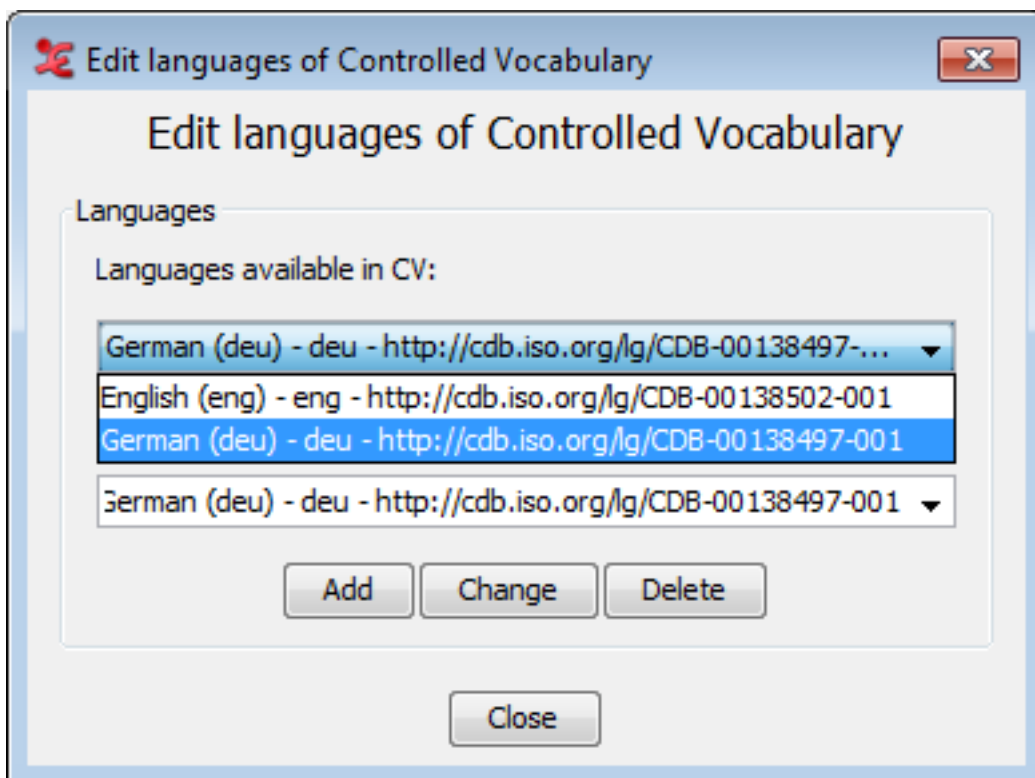 Edit languages of Controlled Vocabulary
Edit languages of Controlled Vocabulary
Languages
Languages available in CV:
German (deu) - deu - http://cdb.iso.org/lg/CDB-00138497-...
English (eng) - eng - http://cdb.iso.org/lg/CDB-00138502-001
German (deu) - deu - http://cdb.iso.org/lg/CDB-00138497-001
German (deu) - deu - http://cdb.iso.org/lg/CDB-00138497-001
Add Change Delete
Close